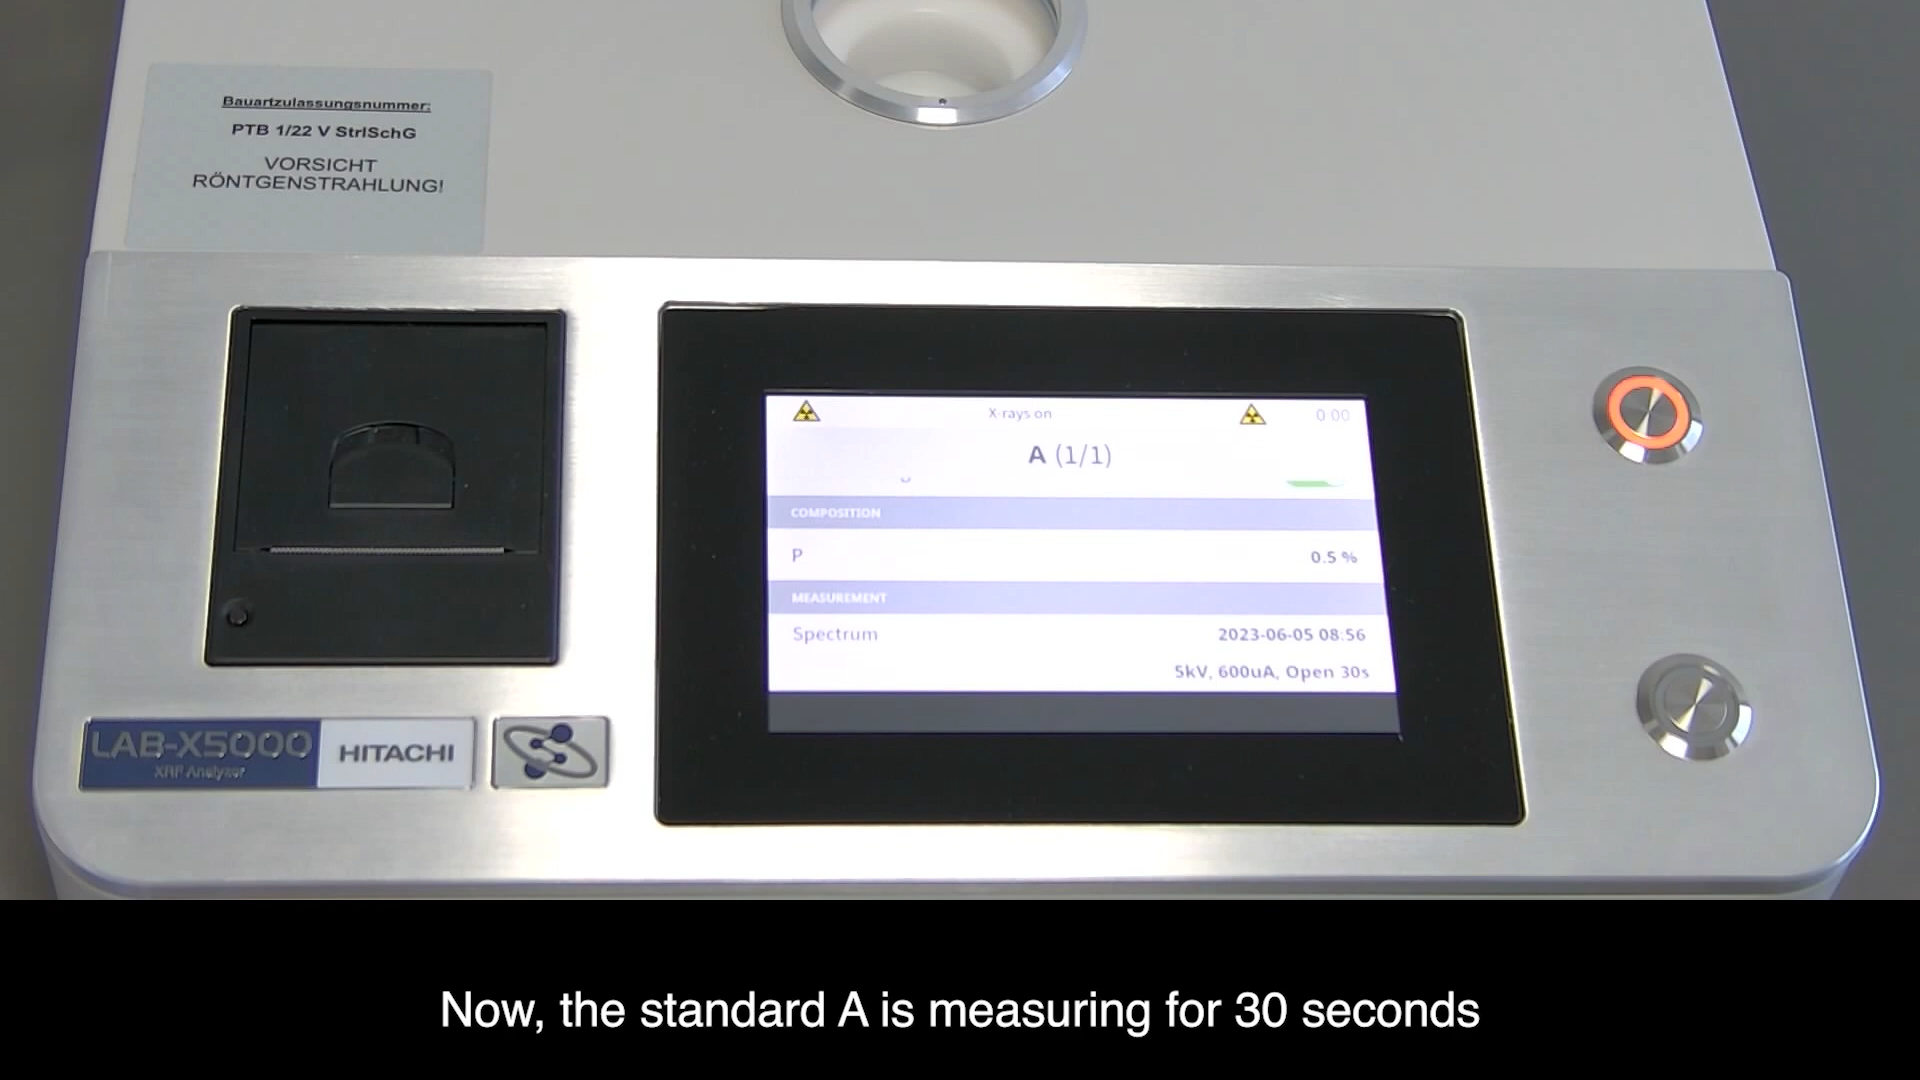 Bauartzulassungsnummer:
PTB 1/22 V StrlSchG
VORSICHT
RÖNTGENSTRAHLUNG!
X-rays on
0:00
A (1/1)
COMPOSITION
P
0.5 %
MEASUREMENT
Spectrum
2023-06-05 08:56
5kV, 600uA, Open 30s
LAB-X5000
XRF Analyzer
HITACHI
Now, the standard A is measuring for 30 seconds